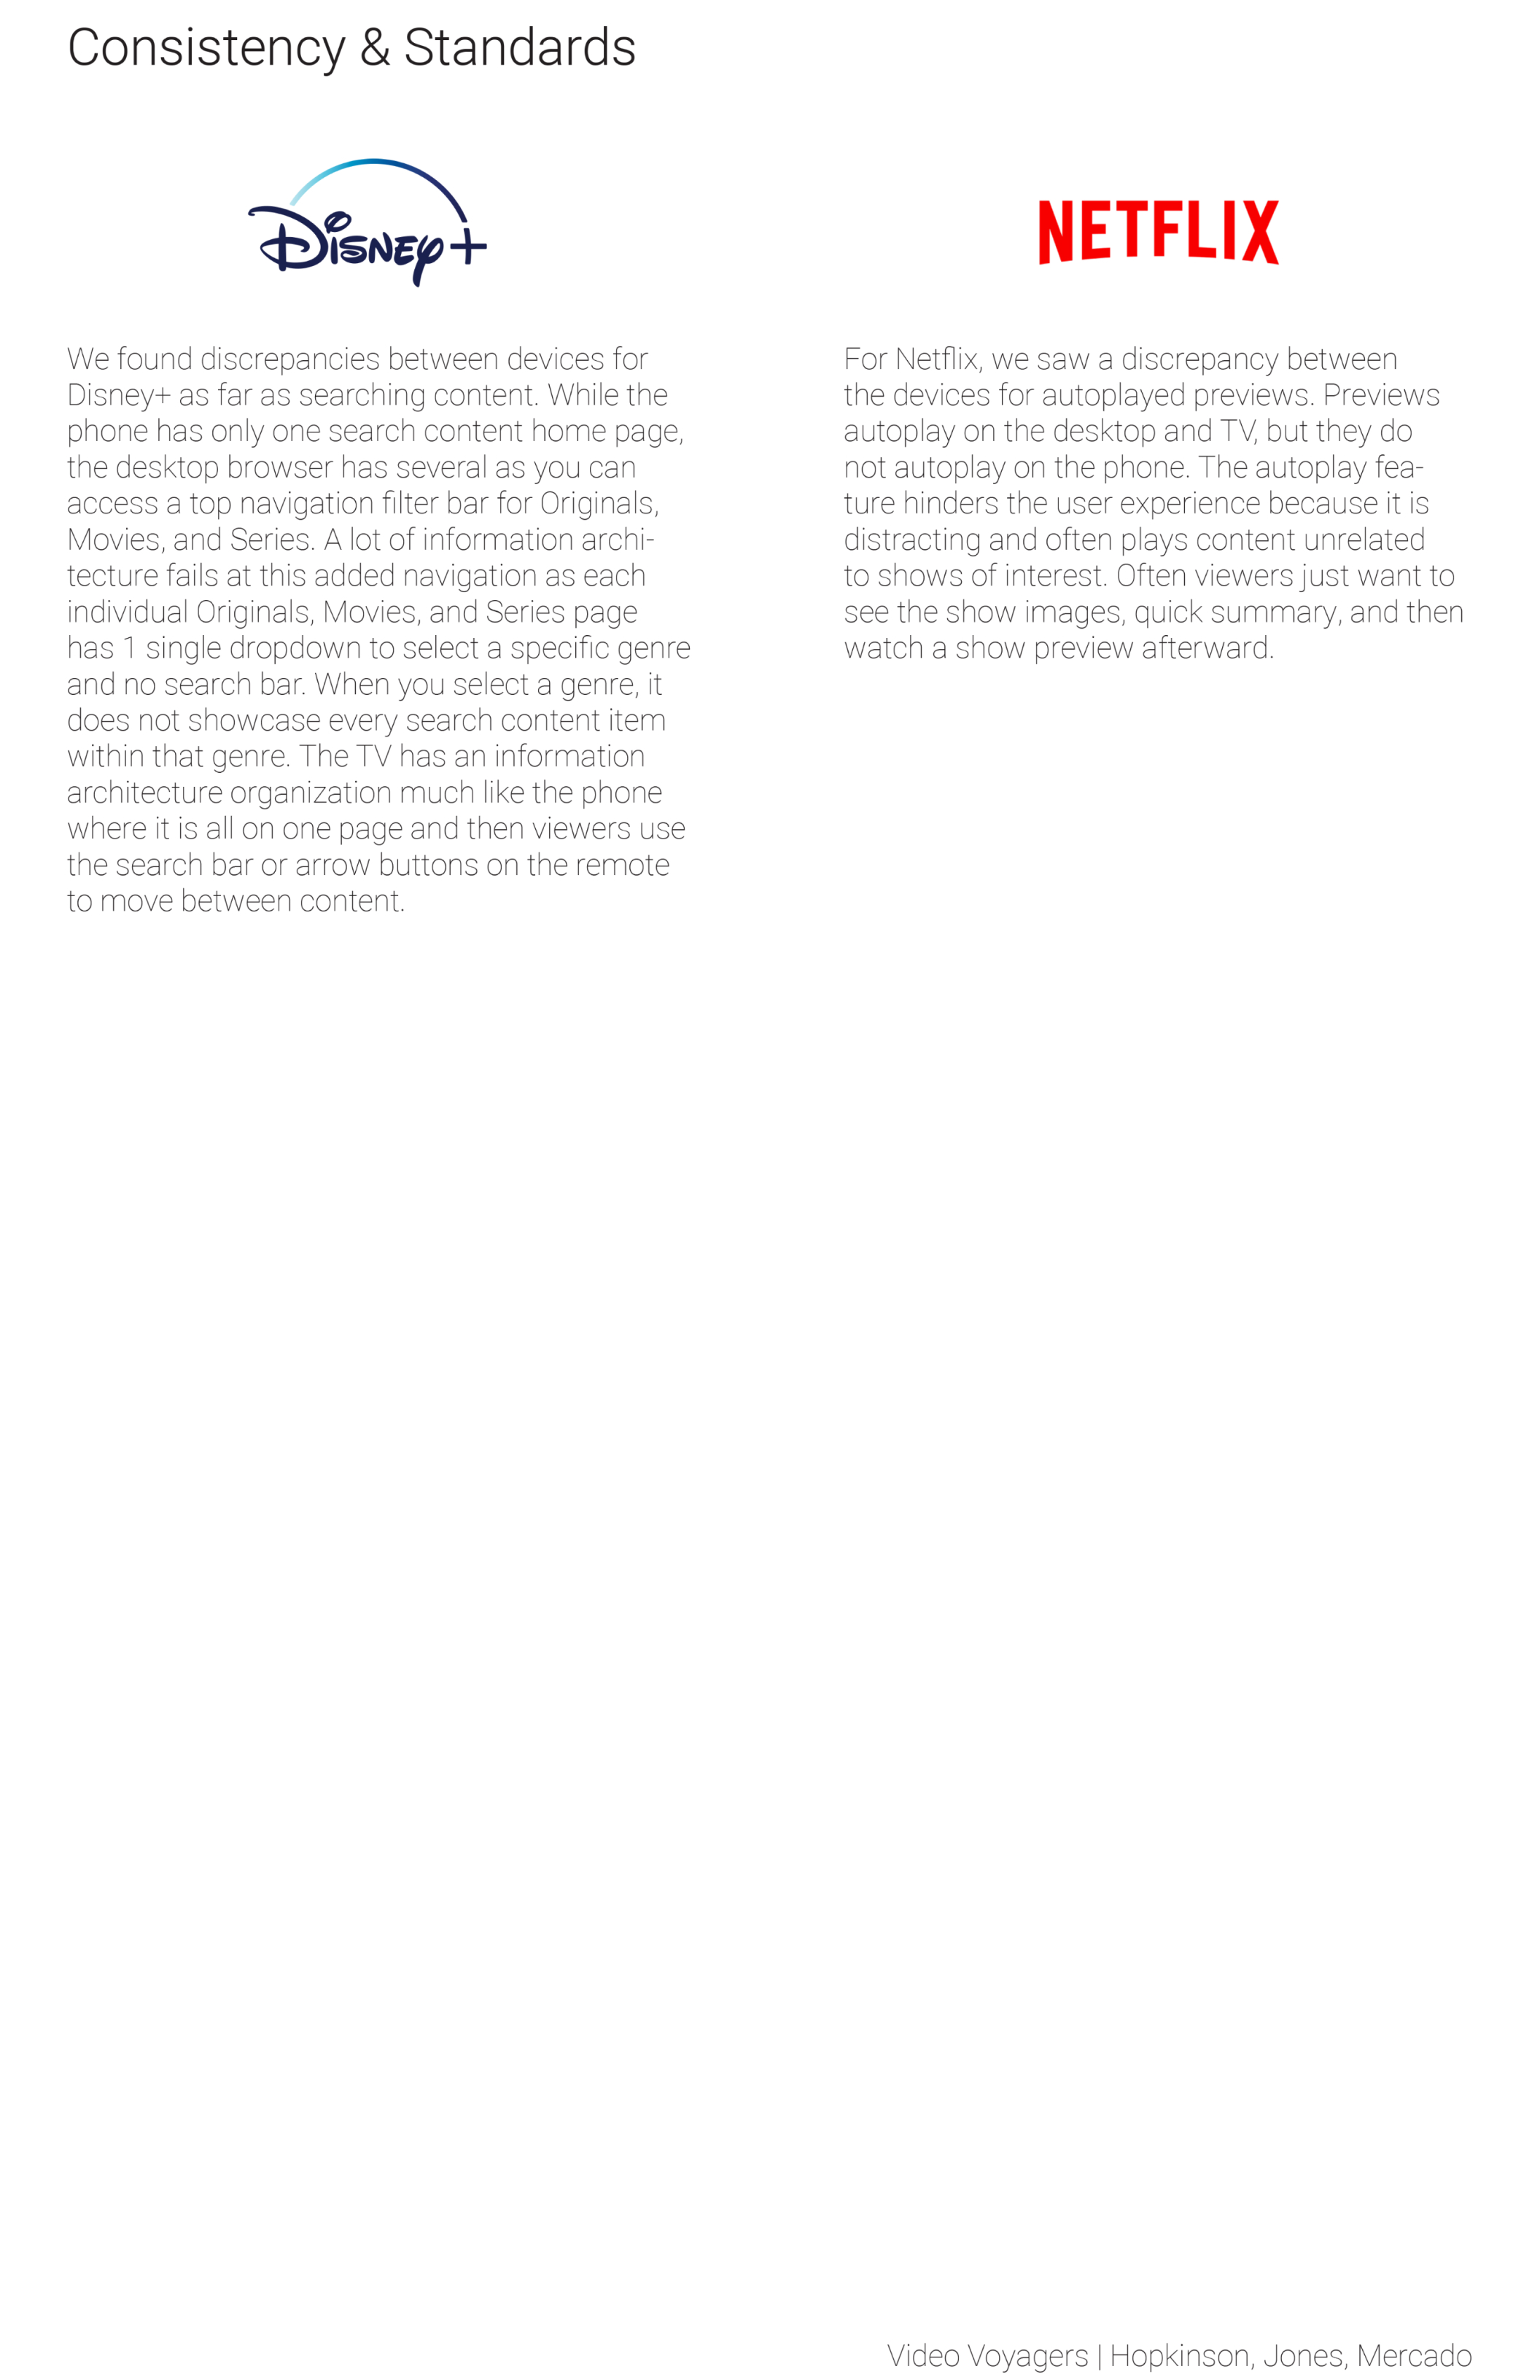 Consistency & Standards
Disney+
We found discrepancies between devices for
Disney+ as far as searching content. While the
phone has only one search content home page,
the desktop browser has several as you can
access a top navigation filter bar for Originals,
Movies, and Series. A lot of information archi-
tecture fails at this added navigation as each
individual Originals, Movies, and Series page
has 1 single dropdown to select a specific genre
and no search bar. When you select a genre, it
does not showcase every search content item
within that genre. The TV has an information
architecture organization much like the phone
where it is all on one page and then viewers use
the search bar or arrow buttons on the remote
to move between content.
NETFLIX
For Netflix, we saw a discrepancy between
the devices for autoplayed previews. Previews
autoplay on the desktop and TV, but they do
not autoplay on the phone. The autoplay fea-
ture hinders the user experience because it is
distracting and often plays content unrelated
to shows of interest. Often viewers just want to
see the show images, quick summary, and then
watch a show preview afterward.
Video Voyagers | Hopkinson, Jones, Mercado